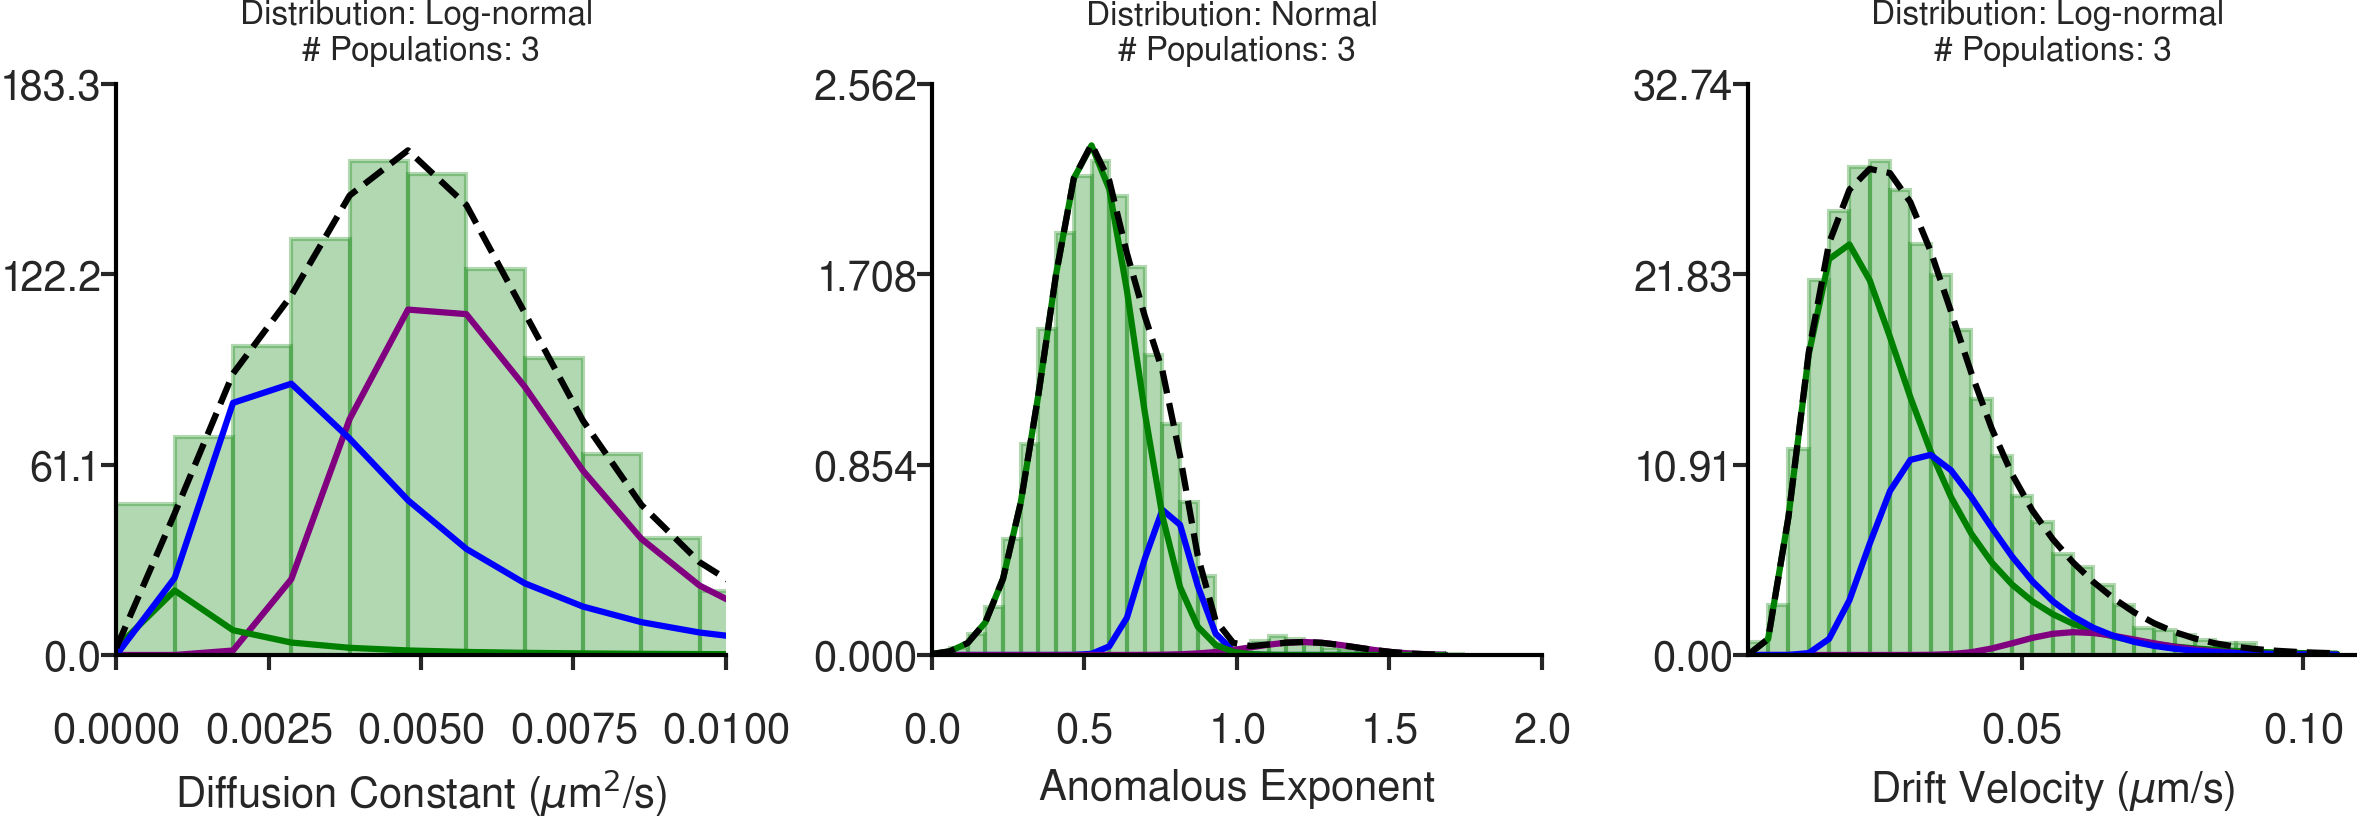 Distribution: Log-normal
# Populations: 3
183.3
122.2
61.1
0.0
0.0000 0.0025 0.0050 0.0075 0.0100
Diffusion Constant (μm²/s)
Distribution: Normal
# Populations: 3
2.562
1.708
0.854
0.000
0.0 0.5 1.0 1.5 2.0
Anomalous Exponent
Distribution: Log-normal
# Populations: 3
32.74
21.83
10.91
0.00
0.05 0.10
Drift Velocity (μm/s)